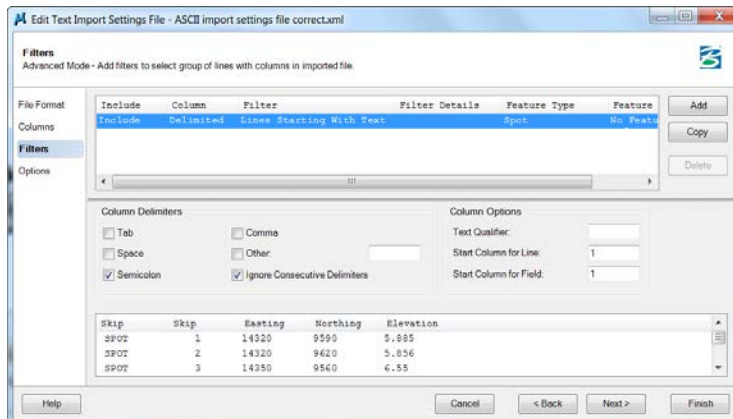 Edit Text Import Settings File - ASCII import settings file correct.xml
Filters
Advanced Mode - Add filters to select group of lines with columns in imported file.
File Format
Columns
Filters
Options
Include Column Filter Filter Details Feature Type Feature
Include Delimited Lines Starting With Text Spot No Featu
Add
Copy
Delete
Column Delimiters
Tab
Comma
Space
Other:
Semicolon
Ignore Consecutive Delimiters
Column Options
Text Qualifier:
Start Column for Line: 1
Start Column for Field: 1
Skip Skip Easting Northing Elevation
SPOT 1 14320 9590 5.885
SPOT 2 14320 9620 5.856
SPOT 3 14350 9560 6.55
Help
Cancel
< Back
Next >
Finish